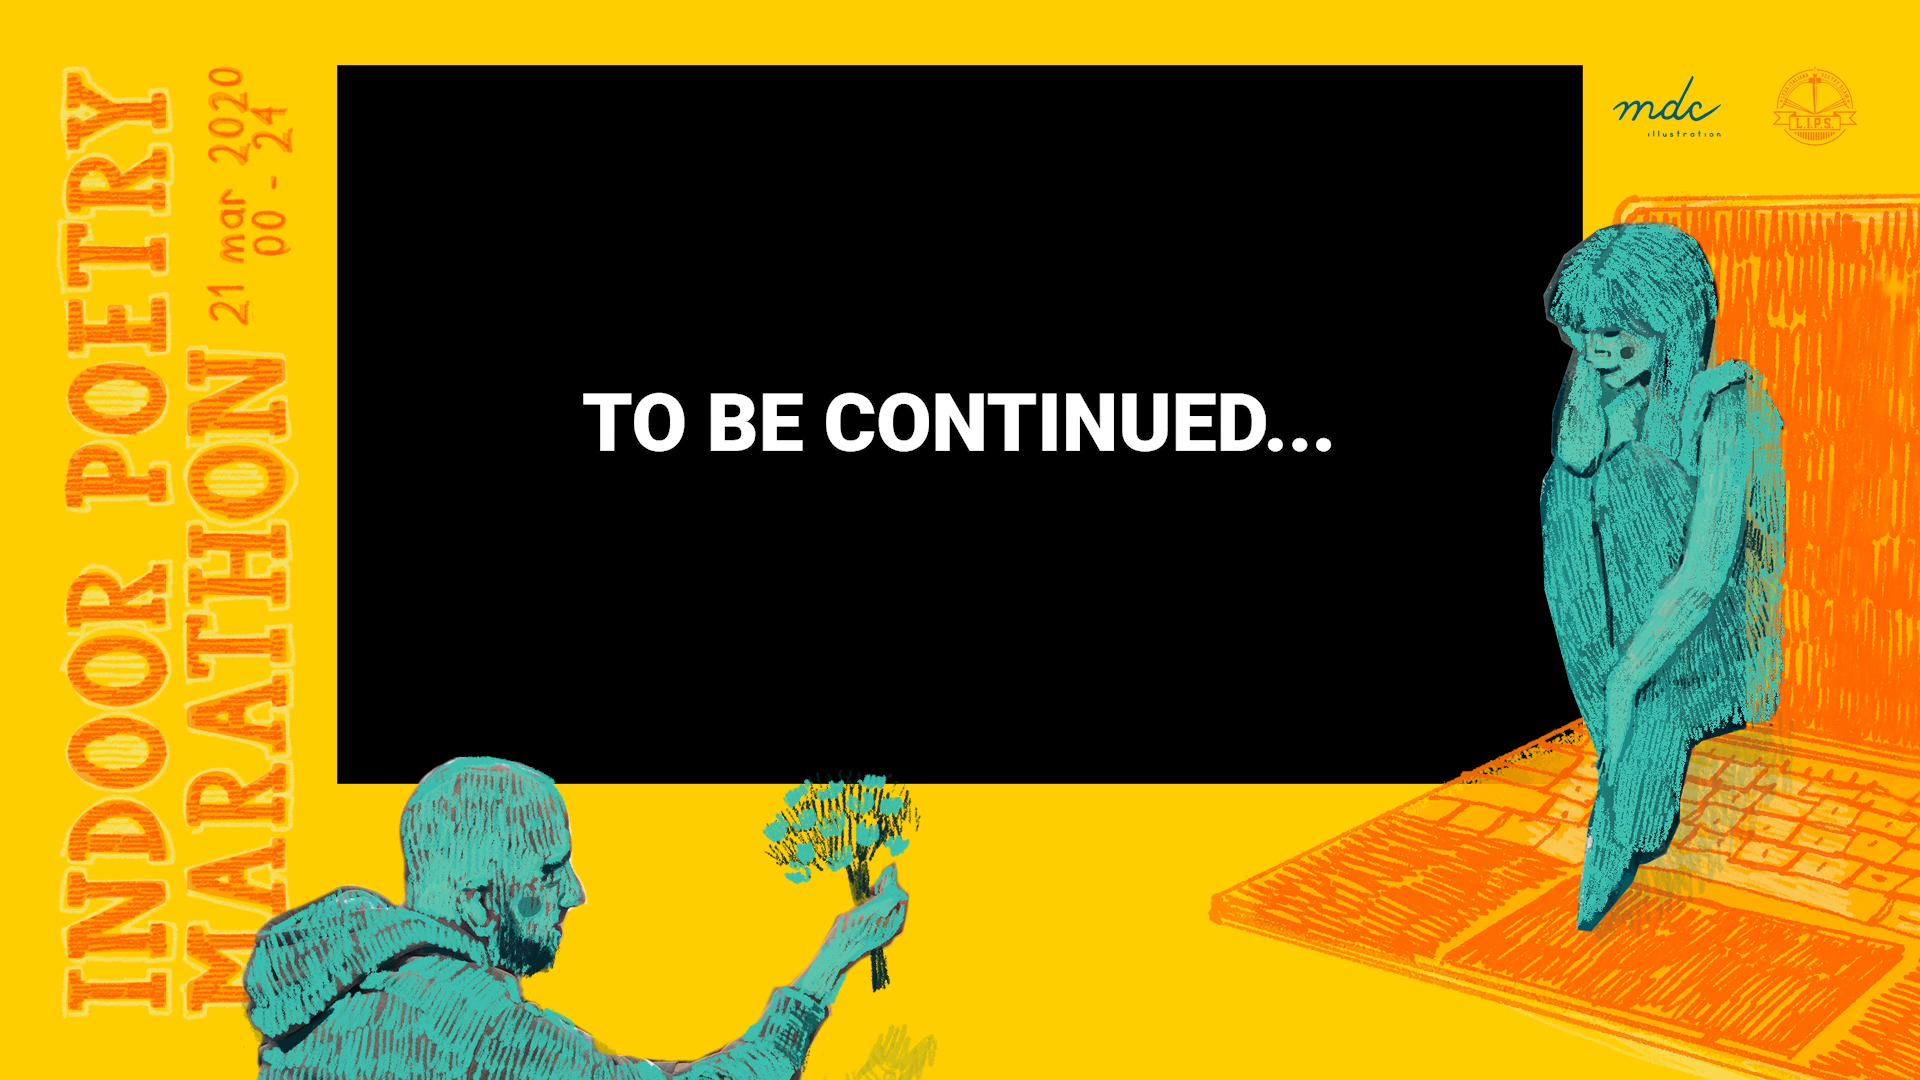 INDOOR POETRY
MARATHON
21 mar 2020
00 - 24
TO BE CONTINUED...
mdc
illustration
L.I.P.S.